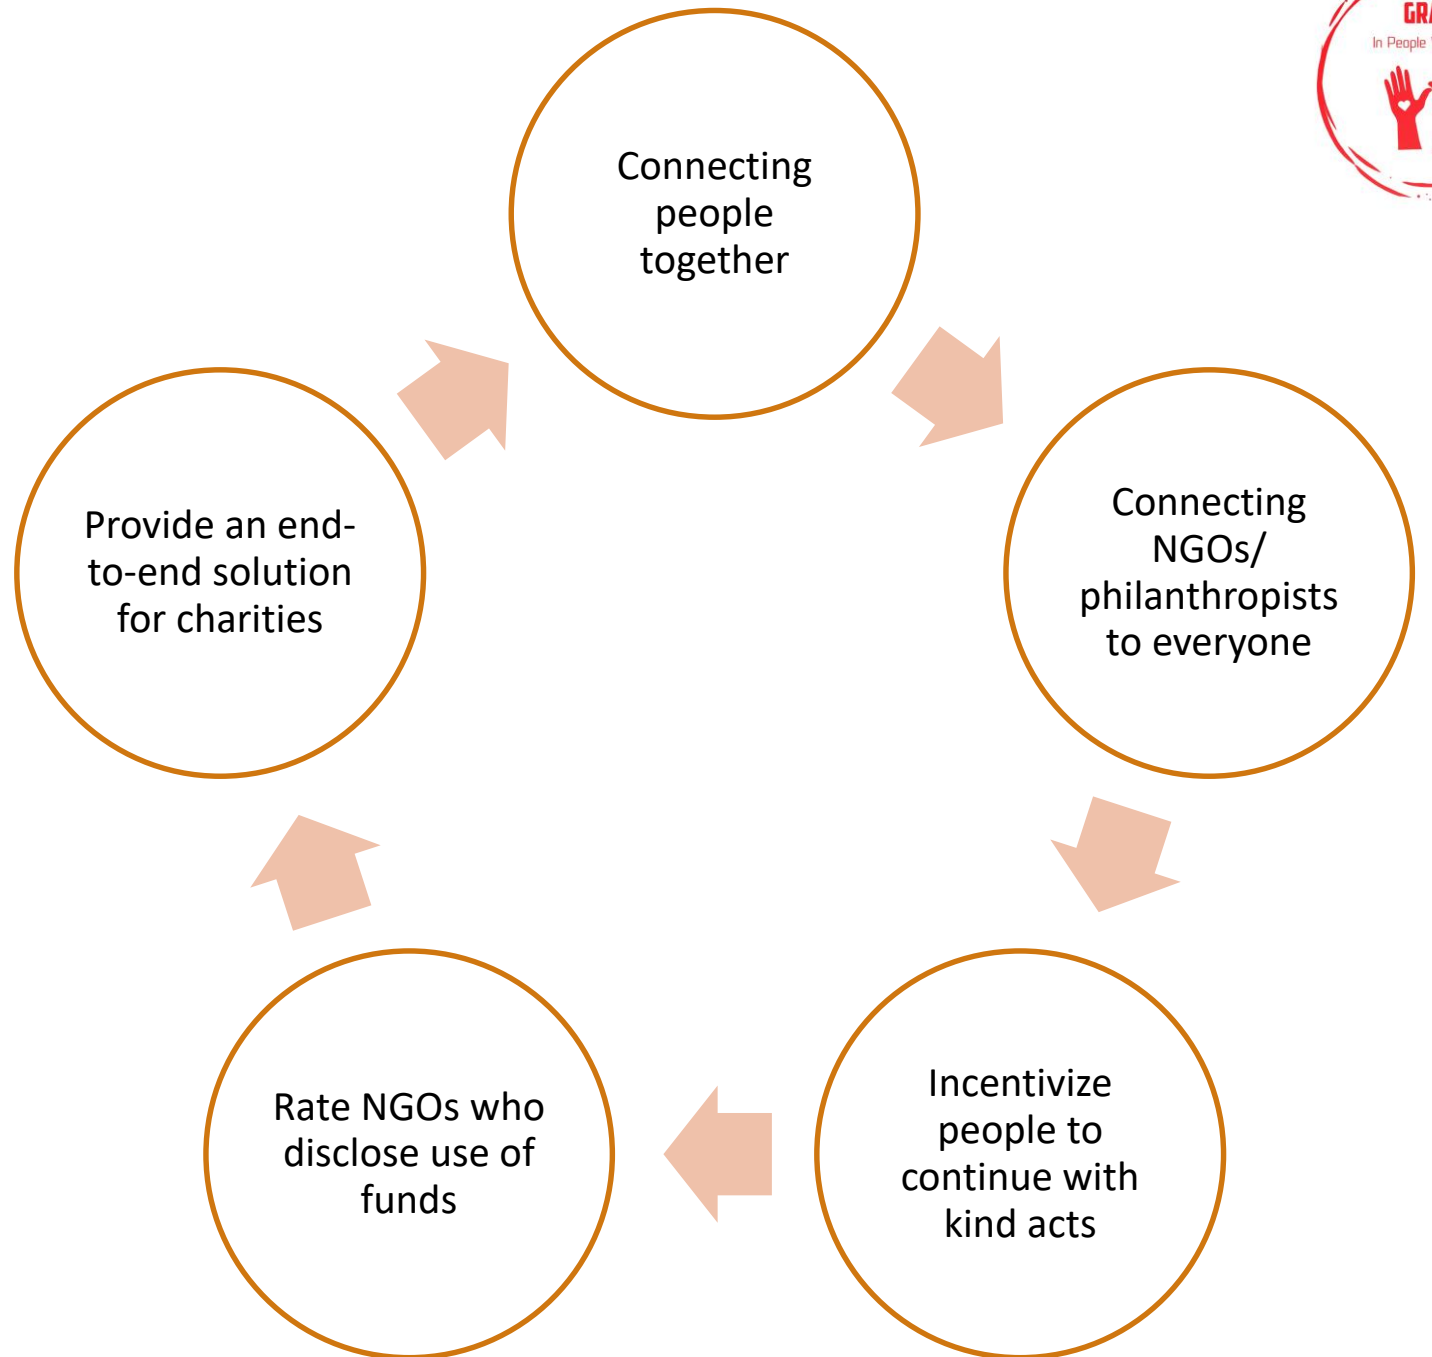 In People
Connecting
people
together
Connecting
NGOs/
philanthropists
to everyone
Incentivize
people to
continue with
kind acts
Rate NGOs who
disclose use of
funds
Provide an end-
to-end solution
for charities